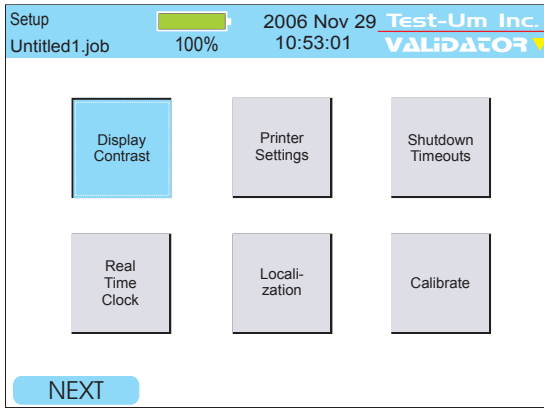 Setup
2006 Nov 29
Test-Um Inc.
Untitled1.job
100%
10:53:01
VALiDATOR
Display
Contrast
Printer
Settings
Shutdown
Timeouts
Real
Time
Clock
Locali-
zation
Calibrate
NEXT